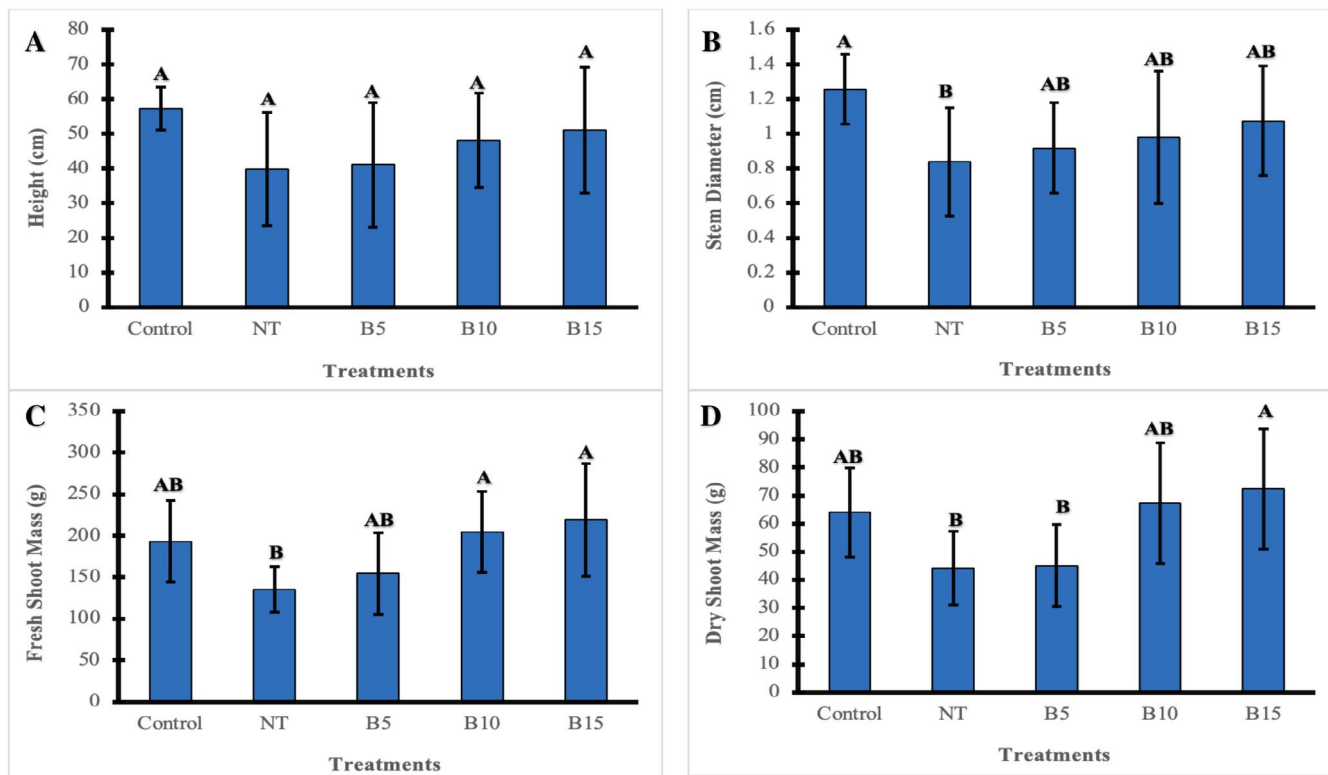 A
Height (cm)
80
70
60
50
40
30
20
10
0
A
A
A
A
A
Control NT B5 B10 B15
Treatments
B
Stem Diameter (cm)
1.6
1.4
1.2
1
0.8
0.6
0.4
0.2
0
A
B
AB
AB
AB
Control NT B5 B10 B15
Treatments
C
Fresh Shoot Mass (g)
350
300
250
200
150
100
50
0
AB
B
AB
A
A
Control NT B5 B10 B15
Treatments
D
Dry Shoot Mass (g)
100
90
80
70
60
50
40
30
20
10
0
AB
B
B
AB
A
Control NT B5 B10 B15
Treatments